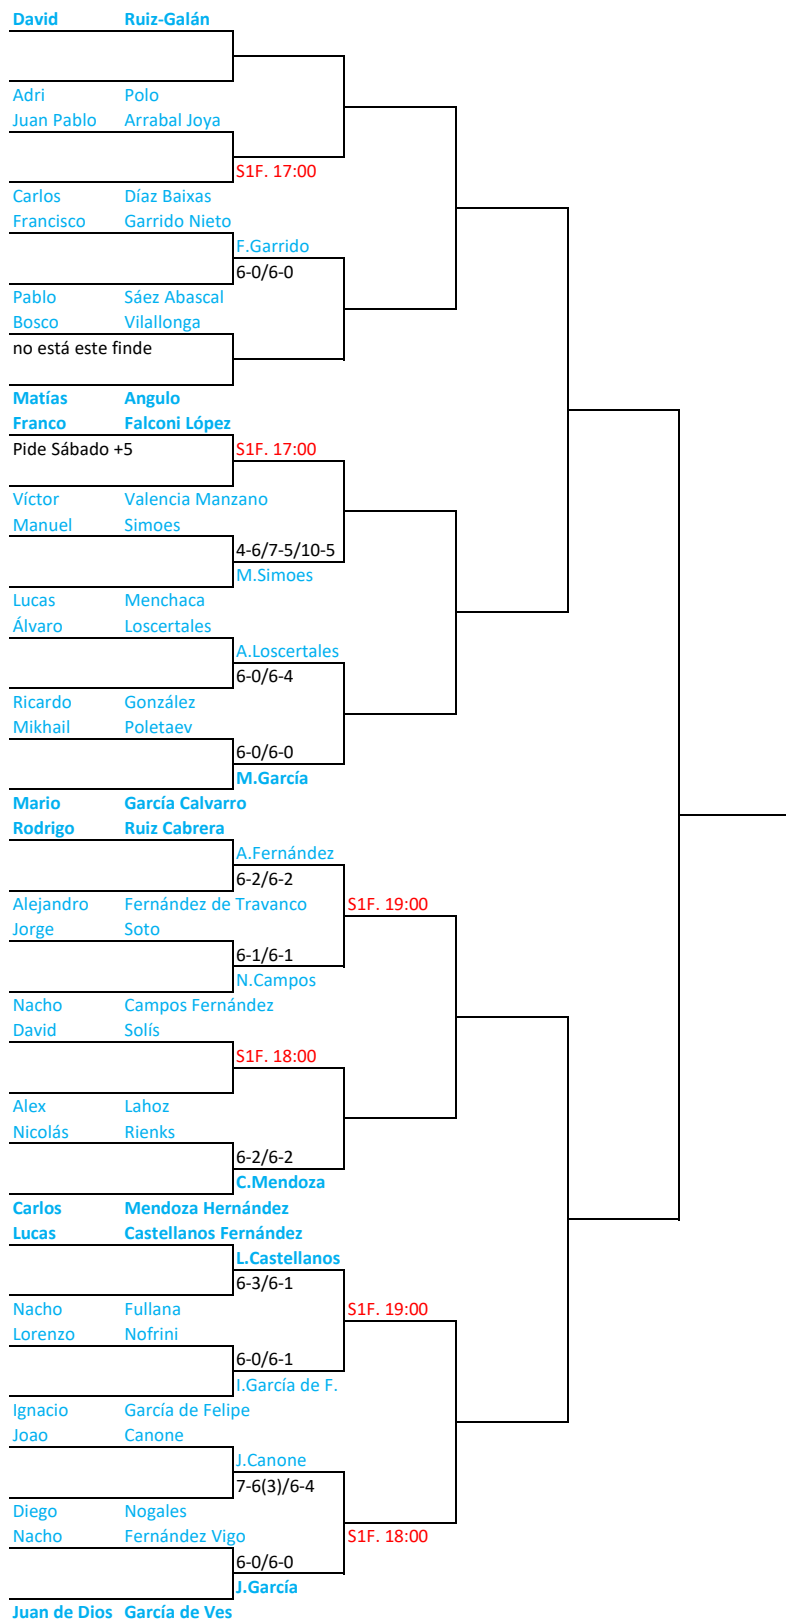 David Ruiz-Galán
Adri Polo
Juan Pablo Arrabal Joya
S1F. 17:00
Carlos Díaz Baixas
Francisco Garrido Nieto
F.Garrido
6-0/6-0
Pablo Sáez Abascal
Bosco Vilallonga
no está este finde
Matías Angulo
Franco Falconi López
Pide Sábado +5 S1F. 17:00
Víctor Valencia Manzano
Manuel Simoes
4-6/7-5/10-5
M.Simoes
Lucas Menchaca
Álvaro Loscertales
A.Loscertales
6-0/6-4
Ricardo González
Mikhail Poletaev
6-0/6-0
M.García
Mario García Calvarro
Rodrigo Ruiz Cabrera
A.Fernández
6-2/6-2
Alejandro Fernández de Travanco S1F. 19:00
Jorge Soto
6-1/6-1
N.Campos
Nacho Campos Fernández
David Solís
S1F. 18:00
Alex Lahoz
Nicolás Rienks
6-2/6-2
C.Mendoza
Carlos Mendoza Hernández
Lucas Castellanos Fernández
L.Castellanos
6-3/6-1
Nacho Fullana S1F. 19:00
Lorenzo Nofrini
6-0/6-1
I.García de F.
Ignacio García de Felipe
Joao Canone
J.Canone
7-6(3)/6-4
Diego Nogales
Nacho Fernández Vigo S1F. 18:00
6-0/6-0
J.García
Juan de Dios García de Ves